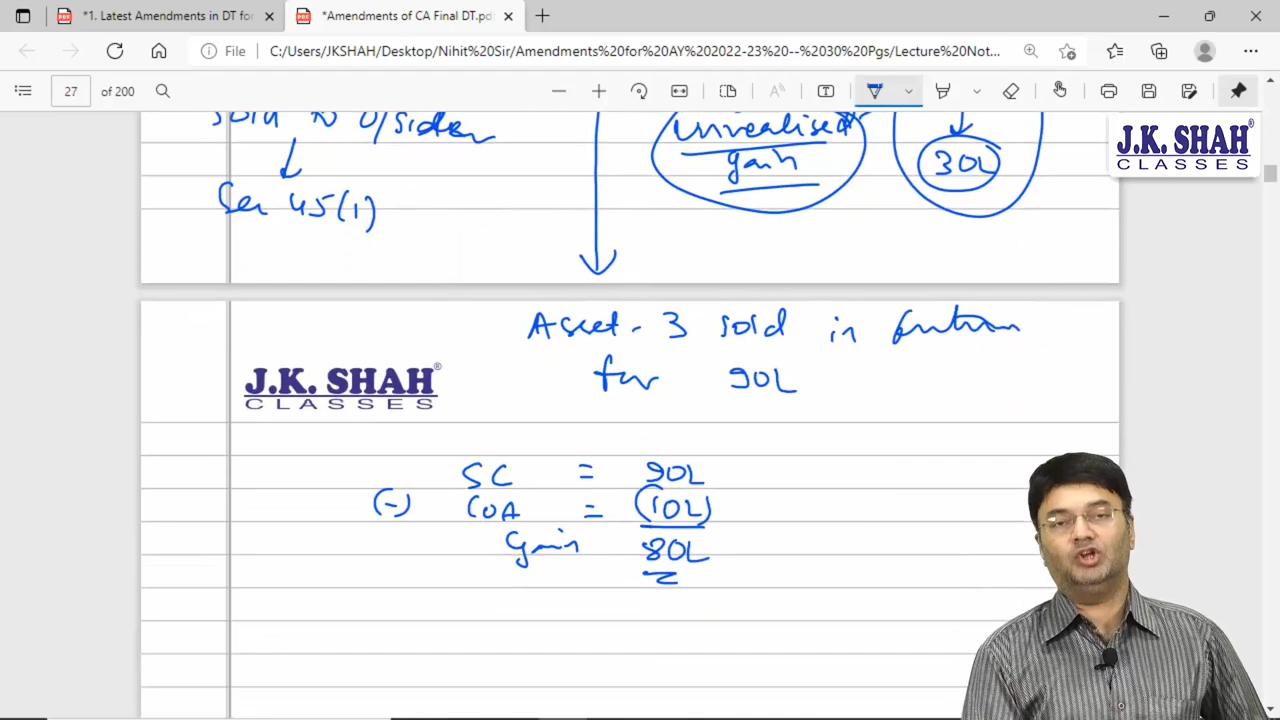 *1. Latest Amendments in DT for
*Amendments of CA Final DT.pdf
File
C:/Users/JKSHAH/Desktop/Nihit%20Sir/Amendments%20for%20AY%202022-23%20--%2030%20Pgs/Lecture%20Not...
27
of 200
Sold to O/sider
Unrealised
gain
30L
J.K. SHAH®
CLASSES
Sec 45(1)
Asset - 3 sold in future
for 90L
J.K. SHAH®
CLASSES
SC = 90L
(-) COA = (10L)
Gain 80L